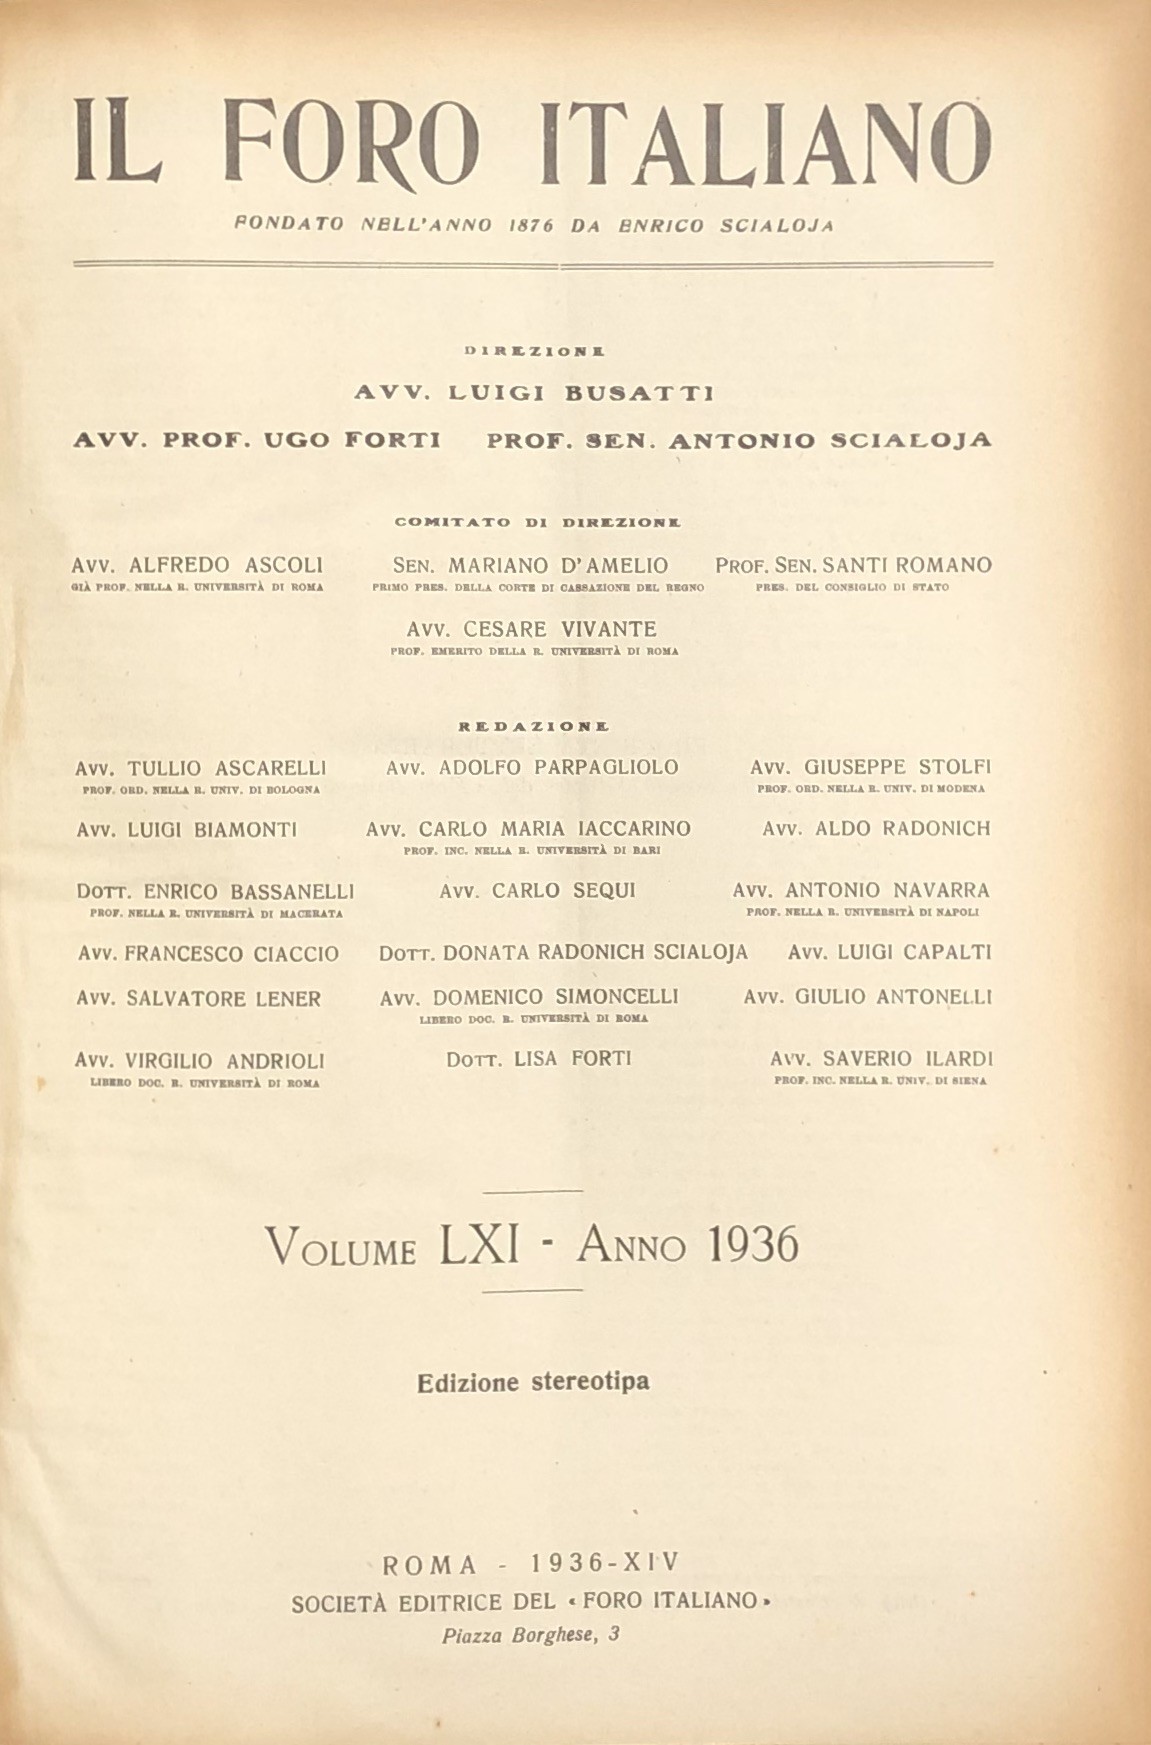 IL FORO ITALIANO
FONDATO NELL'ANNO 1876 DA ENRICO SCIALOJA
DIREZIONE
AVV. LUIGI BUSATTI
AVV. PROF. UGO FORTI PROF. SEN. ANTONIO SCIALOJA
COMITATO DI DIREZIONE
AVV. ALFREDO ASCOLI SEN. MARIANO D'AMELIO PROF. SEN. SANTI ROMANO
GIÀ PROF. NELLA R. UNIVERSITÀ DI ROMA PRIMO PRES. DELLA CORTE DI CASSAZIONE DEL REGNO PRES. DEL CONSIGLIO DI STATO
AVV. CESARE VIVANTE
PROF. EMERITO DELLA R. UNIVERSITÀ DI ROMA
REDAZIONE
AVV. TULLIO ASCARELLI AVV. ADOLFO PARPAGLIOLO AVV. GIUSEPPE STOLFI
PROF. ORD. NELLA R. UNIV. DI BOLOGNA PROF. ORD. NELLA R. UNIV. DI MODENA
AVV. LUIGI BIAMONTI AVV. CARLO MARIA IACCARINO AVV. ALDO RADONICH
PROF. INC. NELLA R. UNIVERSITÀ DI BARI
DOTT. ENRICO BASSANELLI AVV. CARLO SEQUI AVV. ANTONIO NAVARRA
PROF. NELLA R. UNIVERSITÀ DI MACERATA PROF. NELLA R. UNIVERSITÀ DI NAPOLI
AVV. FRANCESCO CIACCIO DOTT. DONATA RADONICH SCIALOJA AVV. LUIGI CAPALTI
AVV. SALVATORE LENER AVV. DOMENICO SIMONCELLI AVV. GIULIO ANTONELLI
LIBERO DOC. R. UNIVERSITÀ DI ROMA
AVV. VIRGILIO ANDRIOLI DOTT. LISA FORTI AVV. SAVERIO ILARDI
LIBERO DOC. R. UNIVERSITÀ DI ROMA PROF. INC. NELLA R. UNIV. DI SIENA
VOLUME LXI - ANNO 1936
Edizione stereotipa
ROMA - 1936-XIV
SOCIETÀ EDITRICE DEL « FORO ITALIANO »
Piazza Borghese, 3